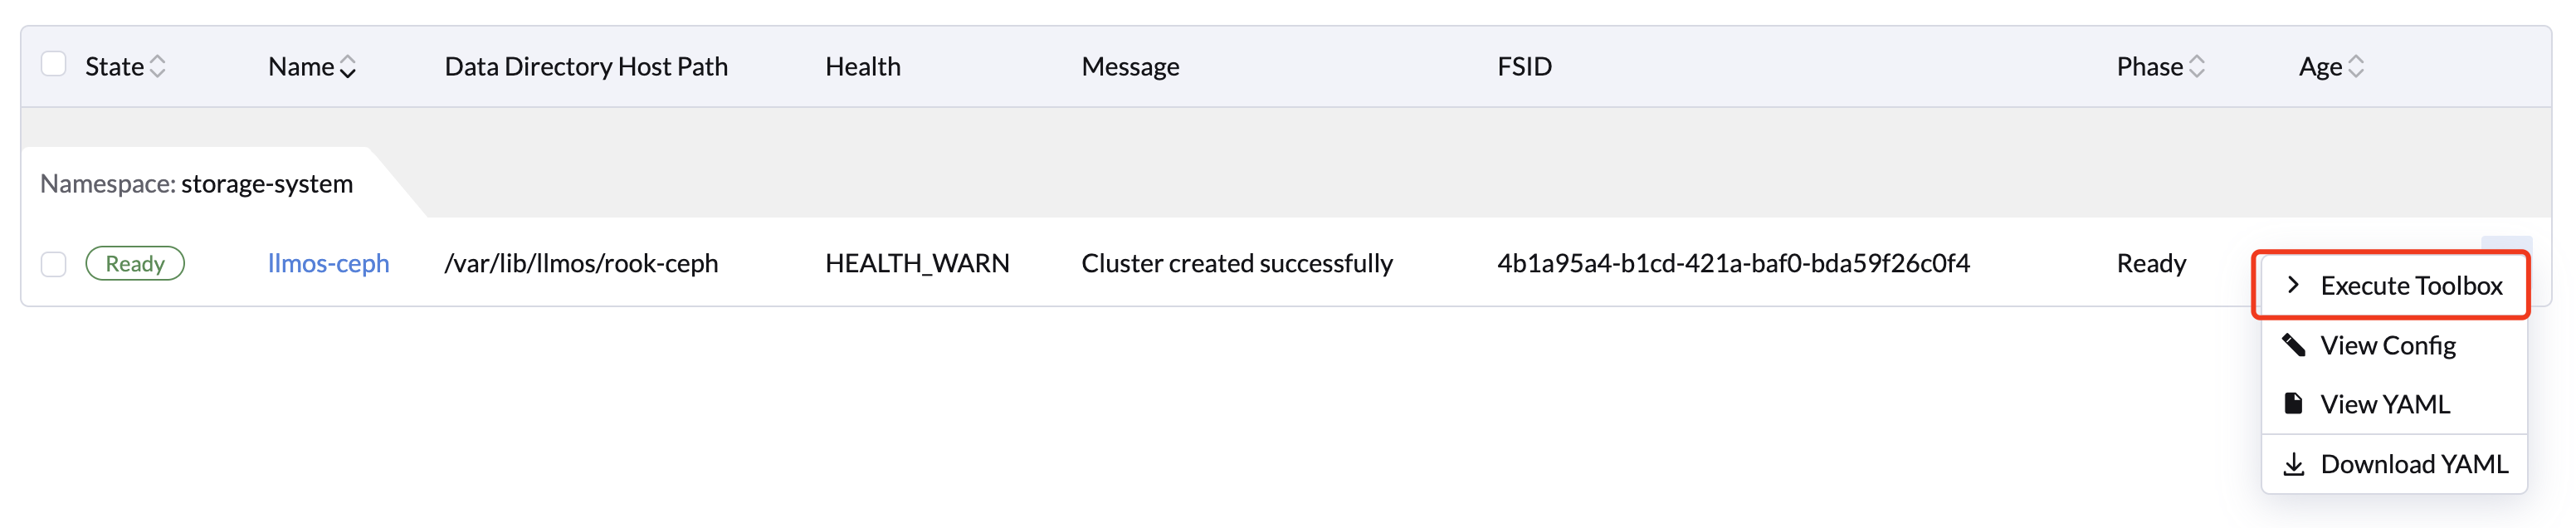 State Name Data Directory Host Path Health Message FSID Phase Age
Namespace: storage-system
Ready llmos-ceph /var/lib/llmos/rook-ceph HEALTH_WARN Cluster created successfully 4b1a95a4-b1cd-421a-baf0-bda59f26c0f4 Ready
Execute Toolbox
View Config
View YAML
Download YAML